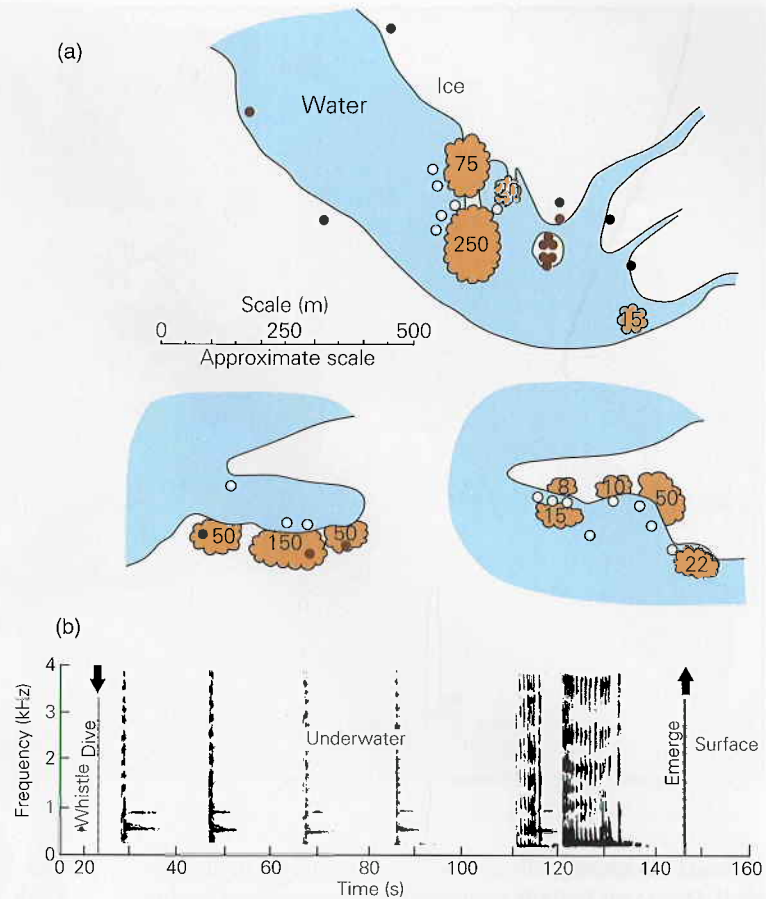 (a)
Ice
Water
75
20
250
15
Scale (m)
0 250 500
Approximate scale
50 150 50
8 10 50
15
22
(b)
Frequency (kHz)
4
3
2
1
0
Whistle
Dive
Underwater
Emerge
Surface
0 20 40 60 80 100 120 140 160
Time (s)